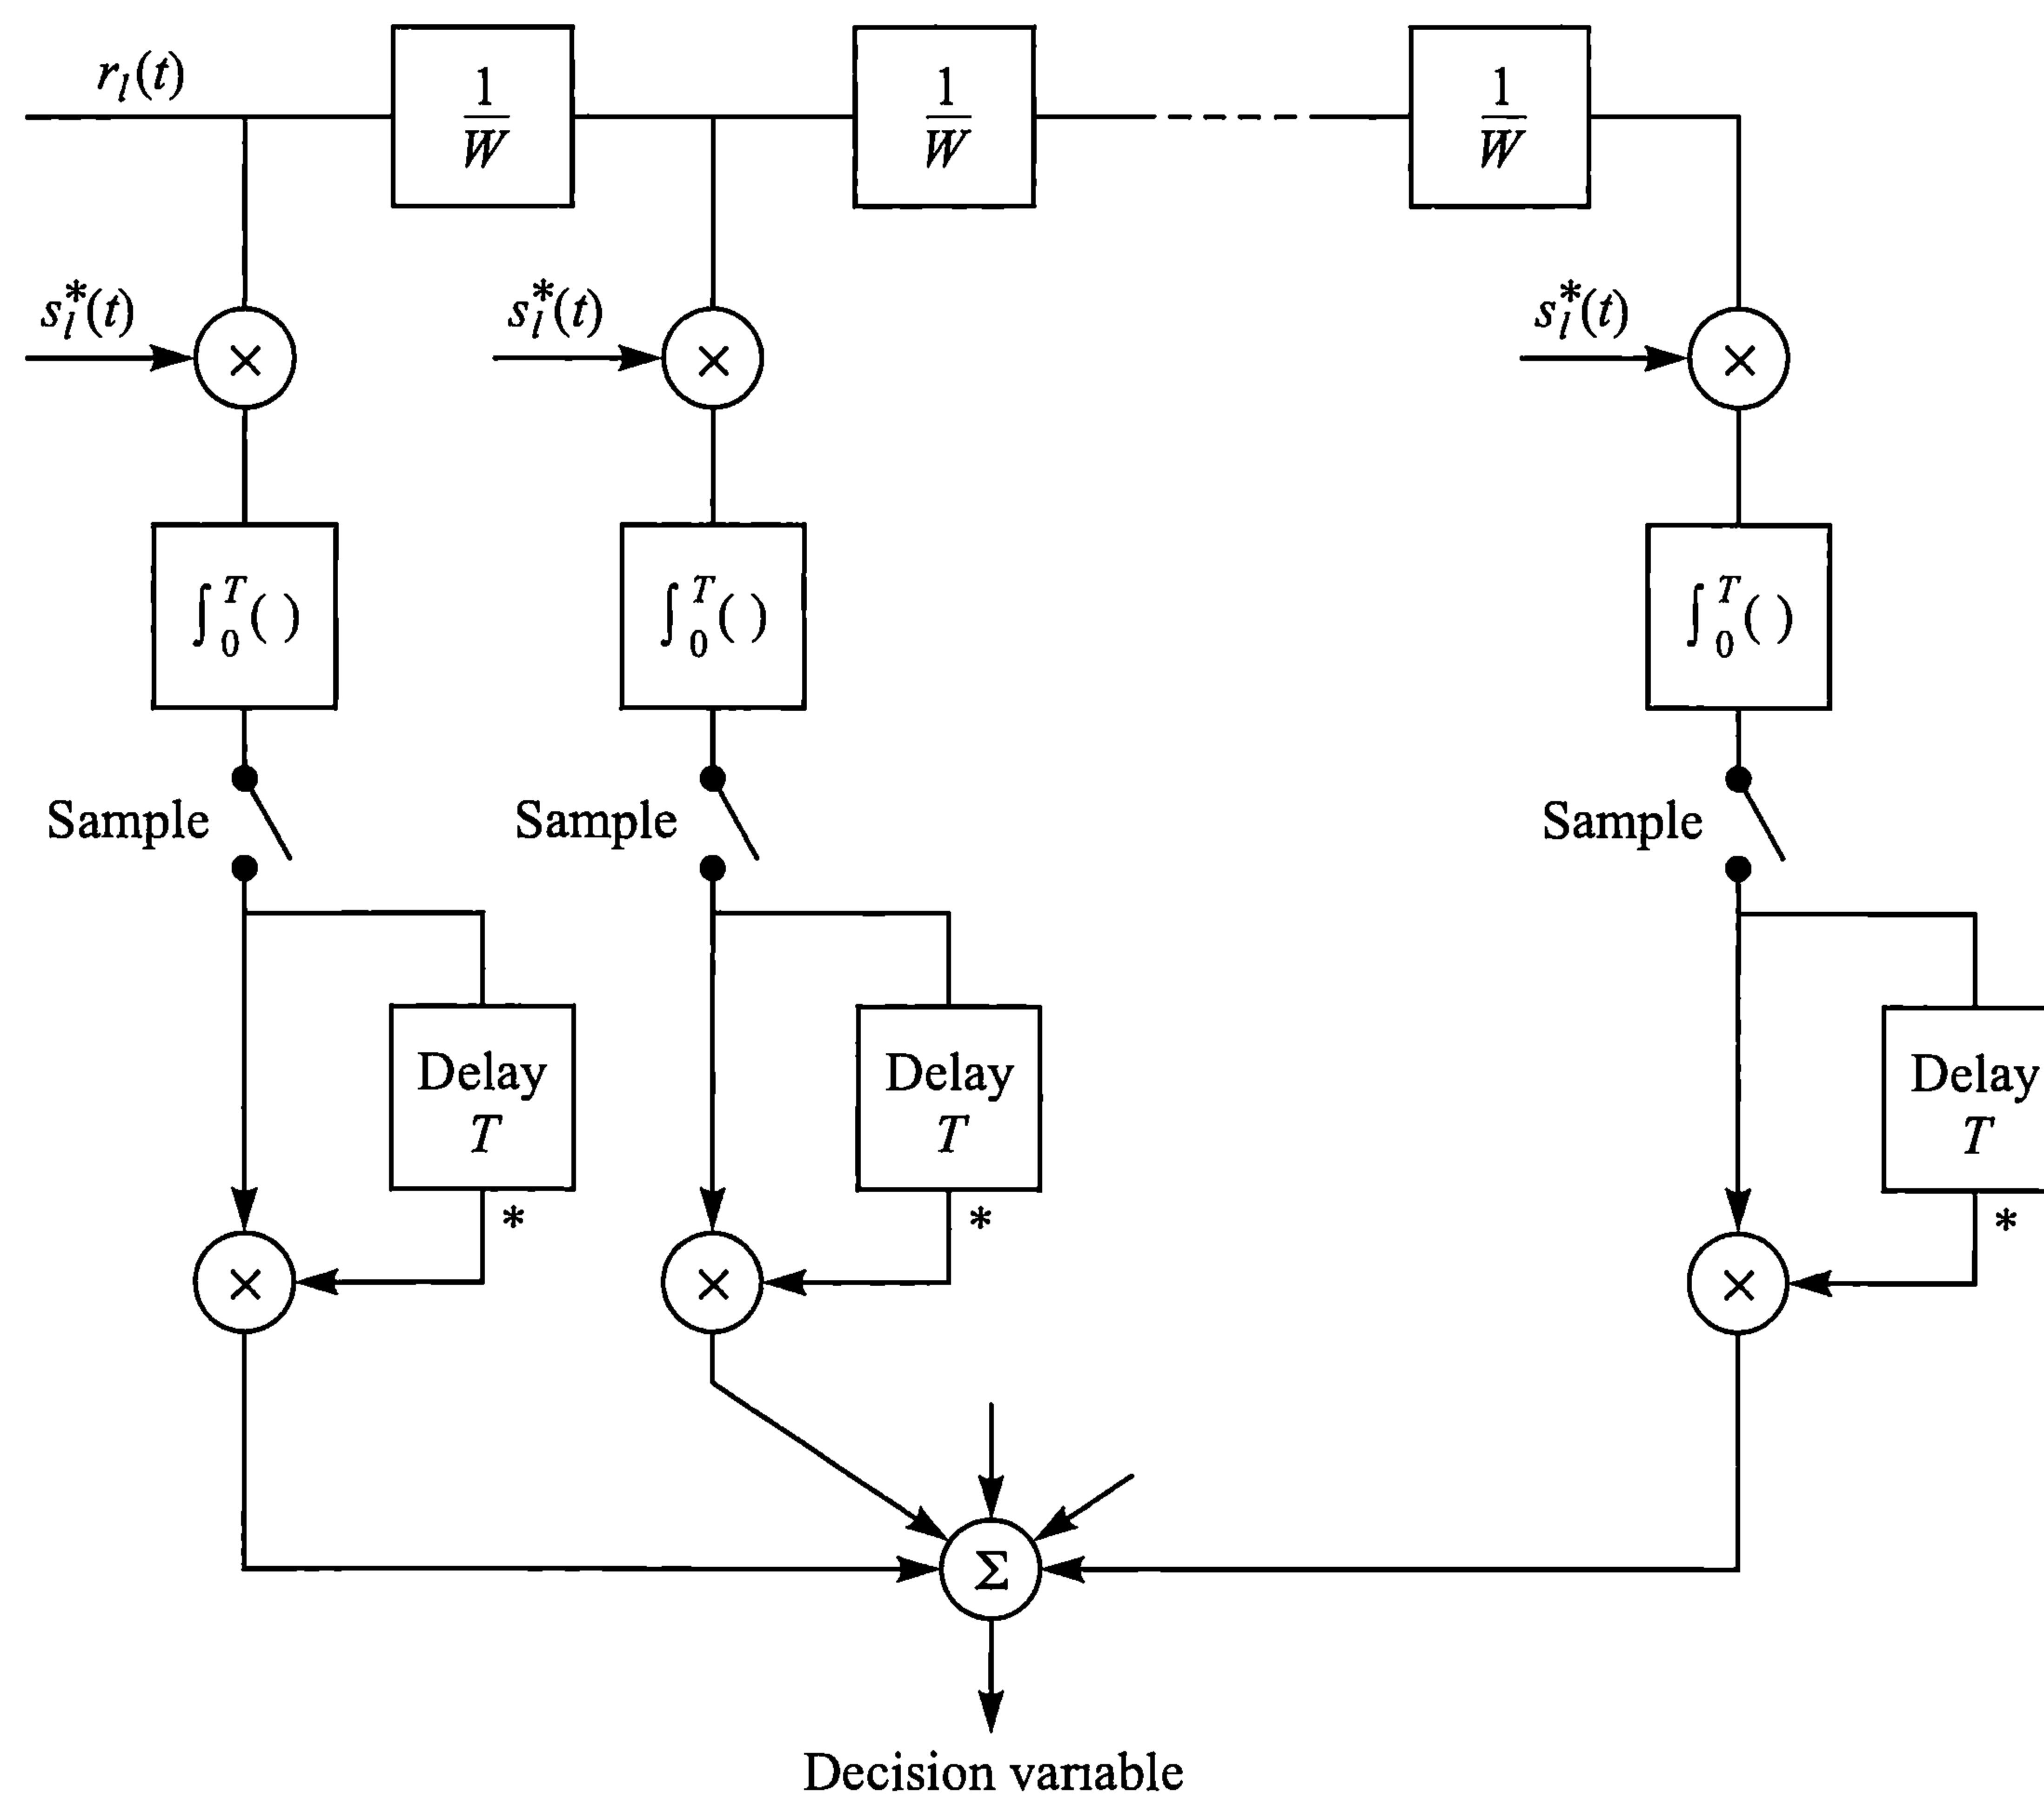 r_l(t)
1/W
1/W
1/W
s_l^*(t)
s_l^*(t)
s_l^*(t)
×
×
×
∫_0^T( )
∫_0^T( )
∫_0^T( )
Sample
Sample
Sample
Delay
T
Delay
T
Delay
T
*
*
*
×
×
×
Σ
Decision variable